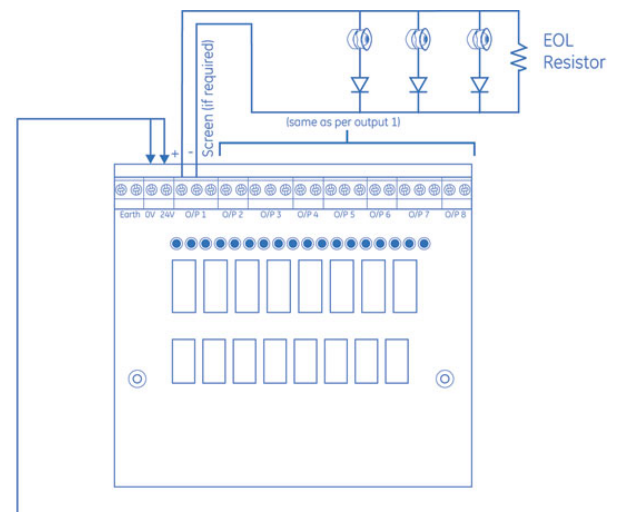 EOL
Resistor
Screen (if required)
(same as per output 1)
+ -
Earth 0V 24V O/P 1 O/P 2 O/P 3 O/P 4 O/P 5 O/P 6 O/P 7 O/P 8